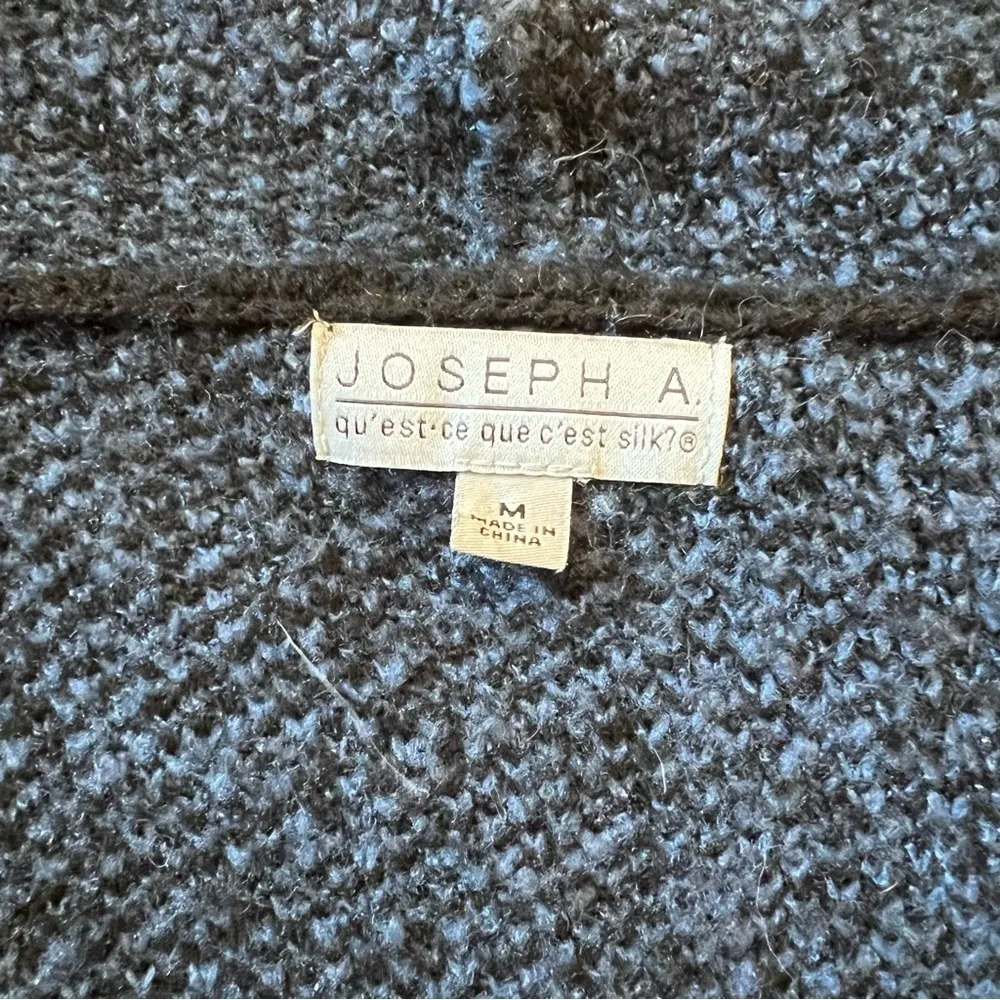 JOSEPH A.
qu'est·ce que c'est silk?®
M
MADE IN
CHINA